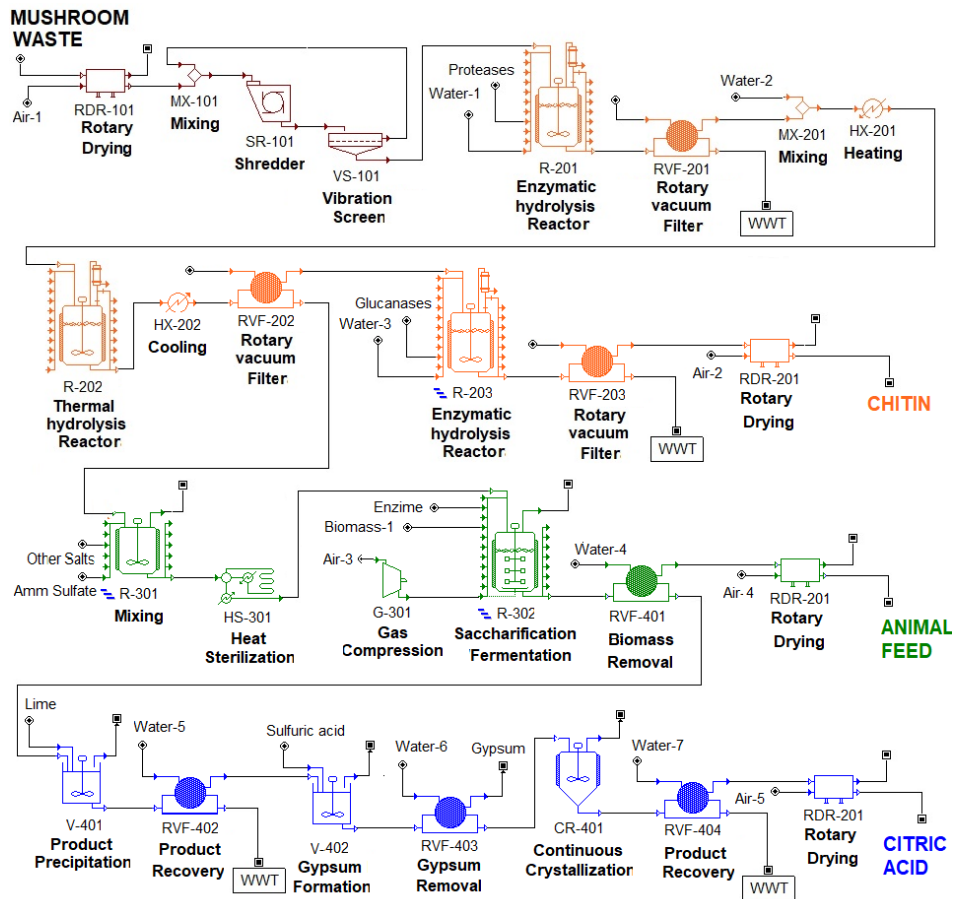 MUSHROOM
WASTE
Air-1
RDR-101
Rotary
Drying
MX-101
Mixing
SR-101
Shredder
VS-101
Vibration
Screen
Proteases
Water-1
R-201
Enzymatic
hydrolysis
Reactor
RVF-201
Rotary
vacuum
Filter
WWT
Water-2
MX-201
Mixing
HX-201
Heating
R-202
Thermal
hydrolysis
Reactor
HX-202
Cooling
RVF-202
Rotary
vacuum
Filter
Glucanases
Water-3
R-203
Enzymatic
hydrolysis
Reactor
RVF-203
Rotary
vacuum
Filter
WWT
Air-2
RDR-201
Rotary
Drying
CHITIN
Other Salts
Amm Sulfate
R-301
Mixing
HS-301
Heat
Sterilization
Enzime
Biomass-1
Air-3
G-301
Gas
Compression
R-302
Saccharification
Fermentation
Water-4
RVF-401
Biomass
Removal
Air-4
RDR-201
Rotary
Drying
ANIMAL
FEED
Lime
V-401
Product
Precipitation
Water-5
RVF-402
Product
Recovery
WWT
Sulfuric acid
V-402
Gypsum
Formation
Water-6
Gypsum
RVF-403
Gypsum
Removal
CR-401
Continuous
Crystallization
Water-7
RVF-404
Product
Recovery
WWT
Air-5
RDR-201
Rotary
Drying
CITRIC
ACID